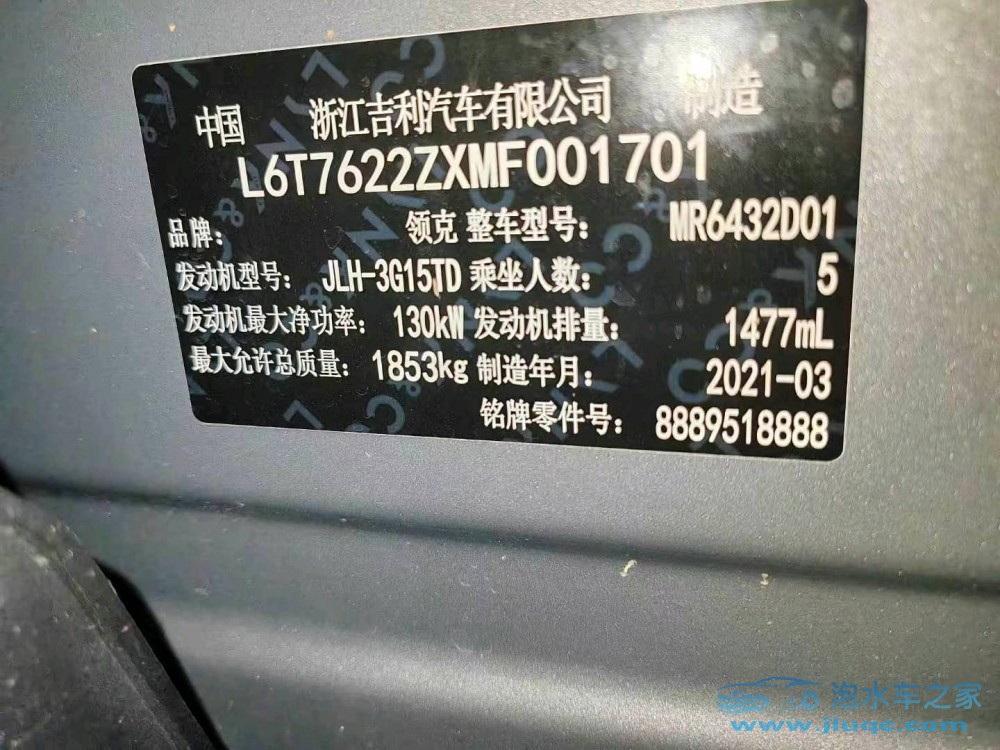 中国 浙江吉利汽车有限公司 制造
L6T7622ZXMF001701
品牌: 领克 整车型号: MR6432D01
发动机型号: JLH-3G15TD 乘坐人数: 5
发动机最大净功率: 130kW 发动机排量: 1477mL
最大允许总质量: 1853kg 制造年月: 2021-03
铭牌零件号: 8889518888
泡水车之家
www.jluqc.com